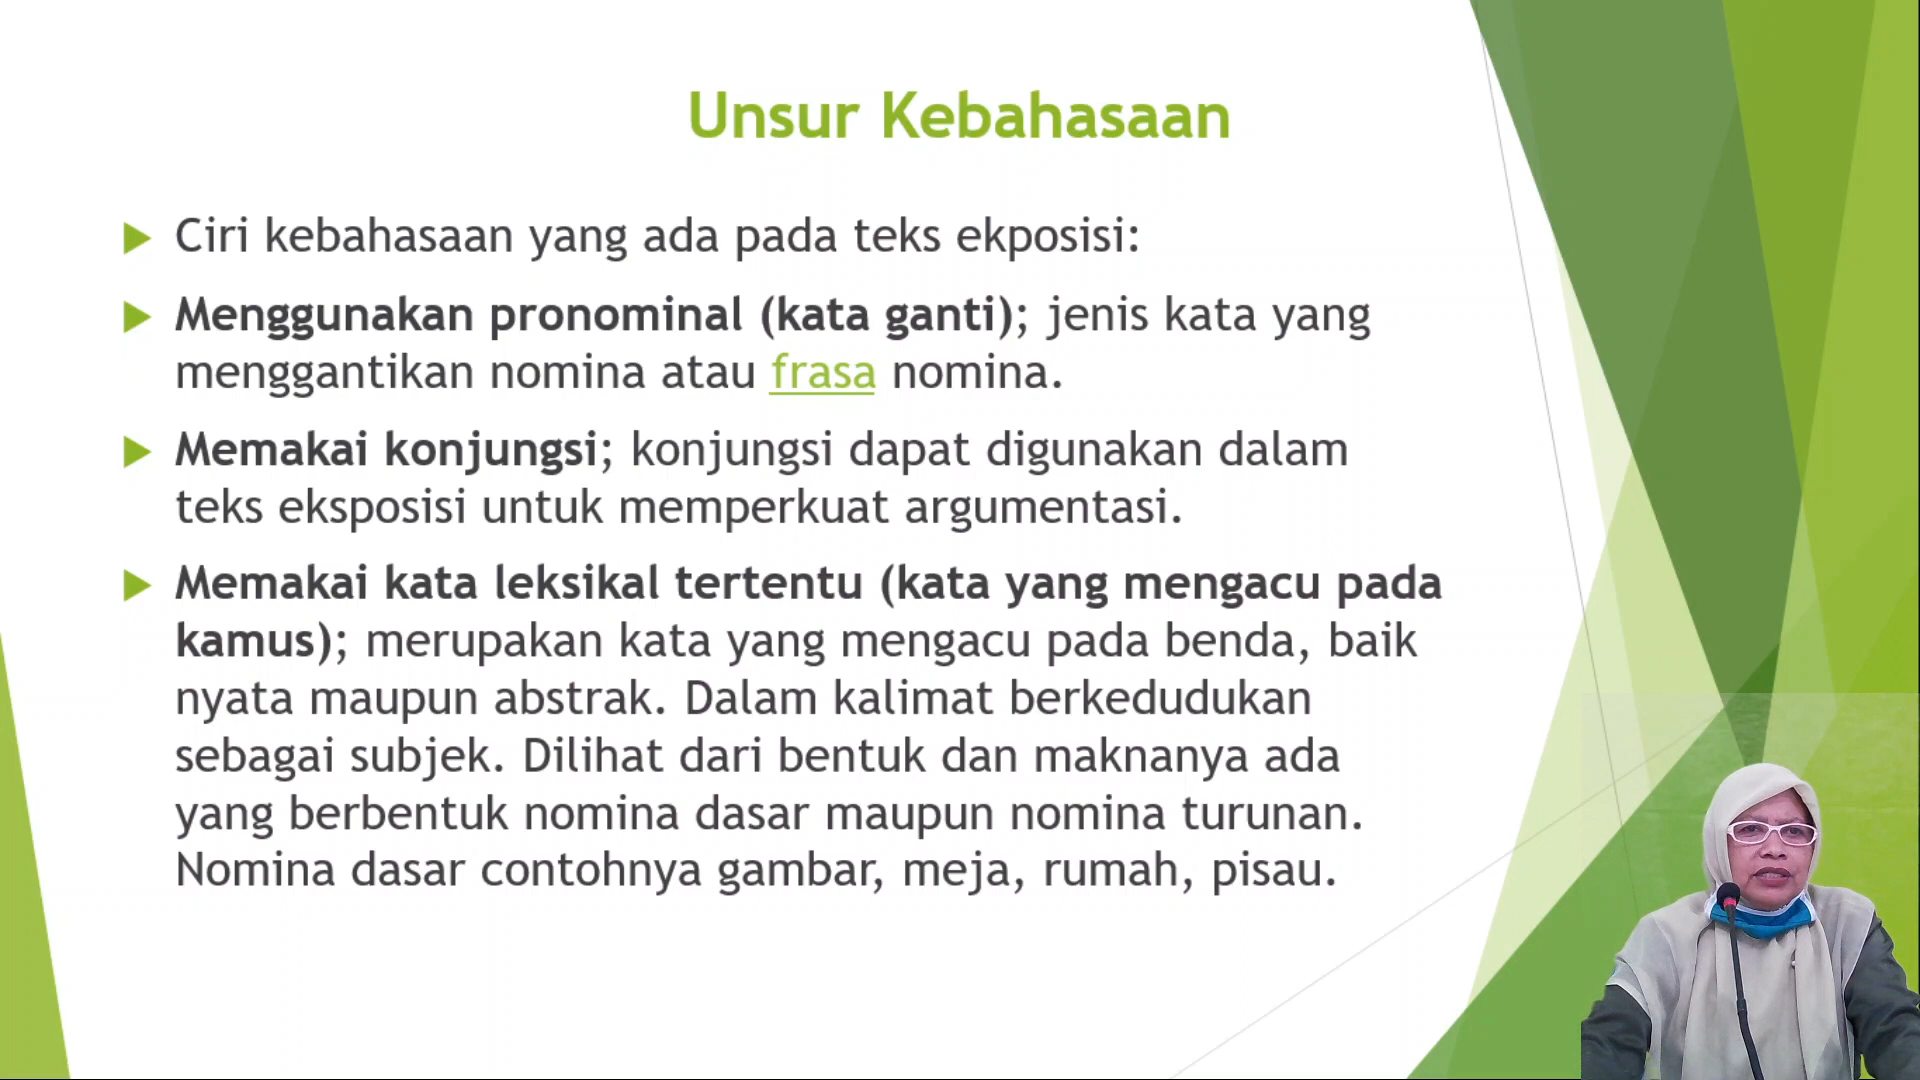 Unsur Kebahasaan
Ciri kebahasaan yang ada pada teks ekposisi:
Menggunakan pronominal (kata ganti); jenis kata yang
menggantikan nomina atau frasa nomina.
Memakai konjungsi; konjungsi dapat digunakan dalam
teks eksposisi untuk memperkuat argumentasi.
Memakai kata leksikal tertentu (kata yang mengacu pada
kamus); merupakan kata yang mengacu pada benda, baik
nyata maupun abstrak. Dalam kalimat berkedudukan
sebagai subjek. Dilihat dari bentuk dan maknanya ada
yang berbentuk nomina dasar maupun nomina turunan.
Nomina dasar contohnya gambar, meja, rumah, pisau.